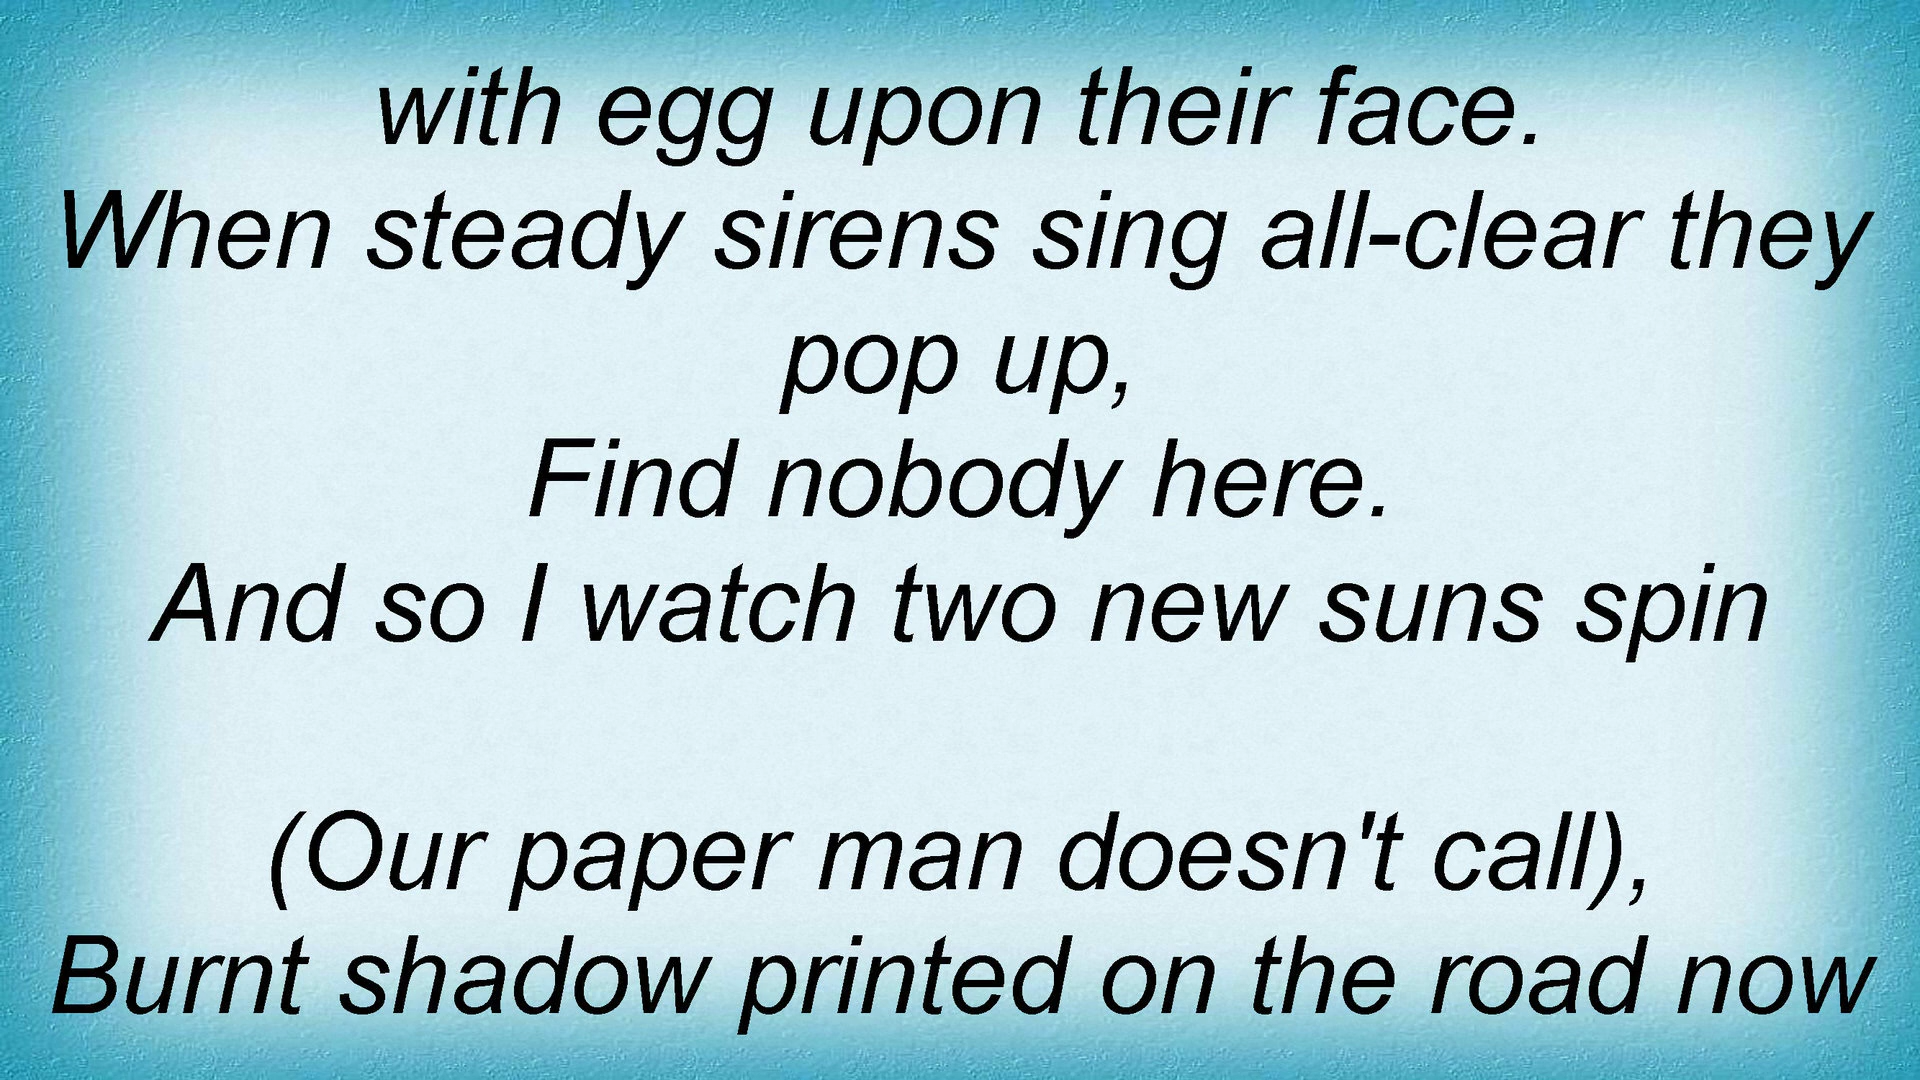 with egg upon their face.
When steady sirens sing all-clear they
pop up,
Find nobody here.
And so I watch two new suns spin
(Our paper man doesn't call),
Burnt shadow printed on the road now